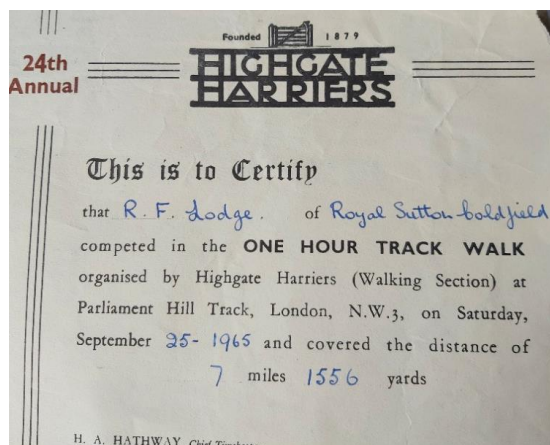 Founded 1879
24th
Annual
HIGHGATE
HARRIERS
This is to Certify
that R. F. Lodge. of Royal Sutton Coldfield
competed in the ONE HOUR TRACK WALK
organised by Highgate Harriers (Walking Section) at
Parliament Hill Track, London, N.W.3, on Saturday,
September 25- 1965 and covered the distance of
7 miles 1556 yards
H. A. HATHWAY Chief